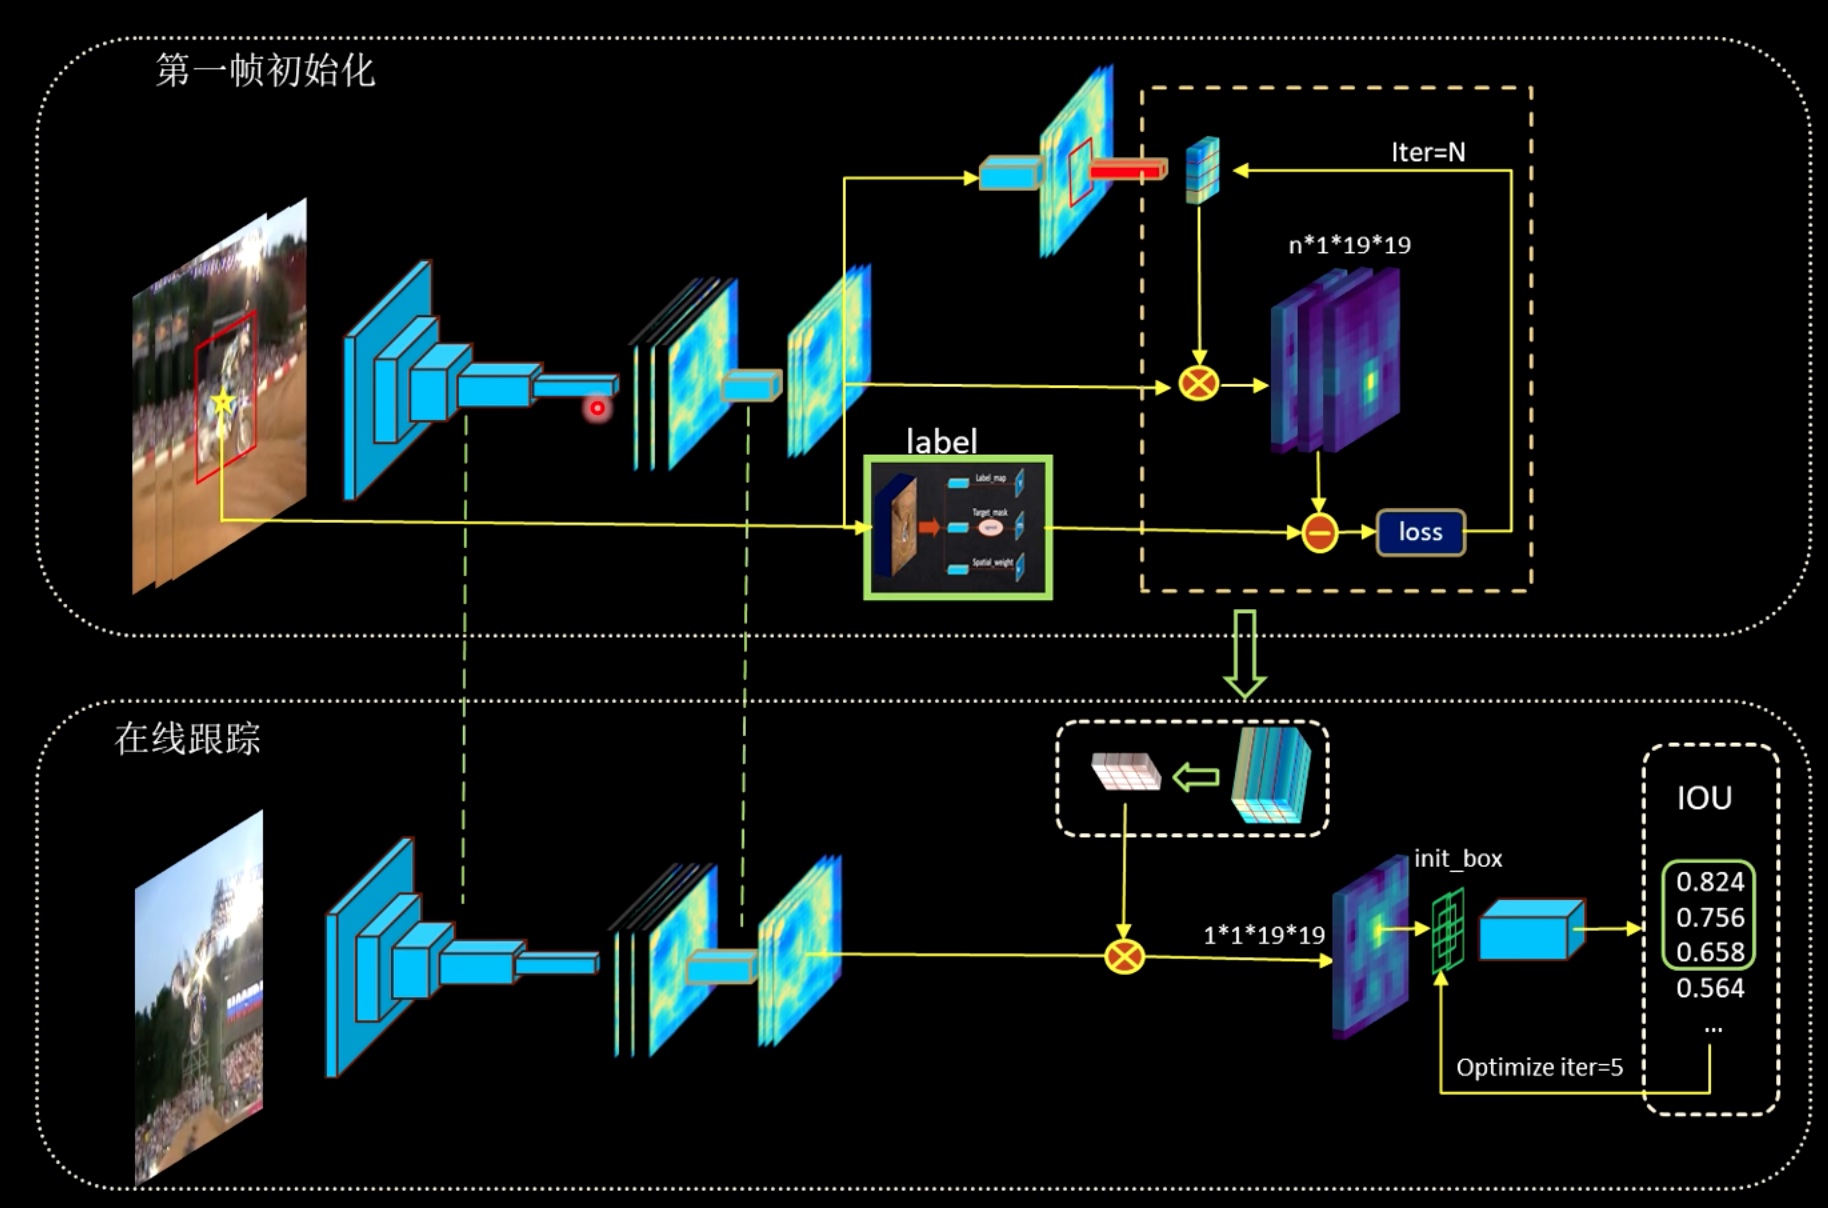 第一帧初始化
Iter=N
n*1*19*19
label
Label_map
Target_mask
Spatial_weight
loss
在线跟踪
IOU
init_box
0.824
0.756
0.658
0.564
...
1*1*19*19
Optimize iter=5